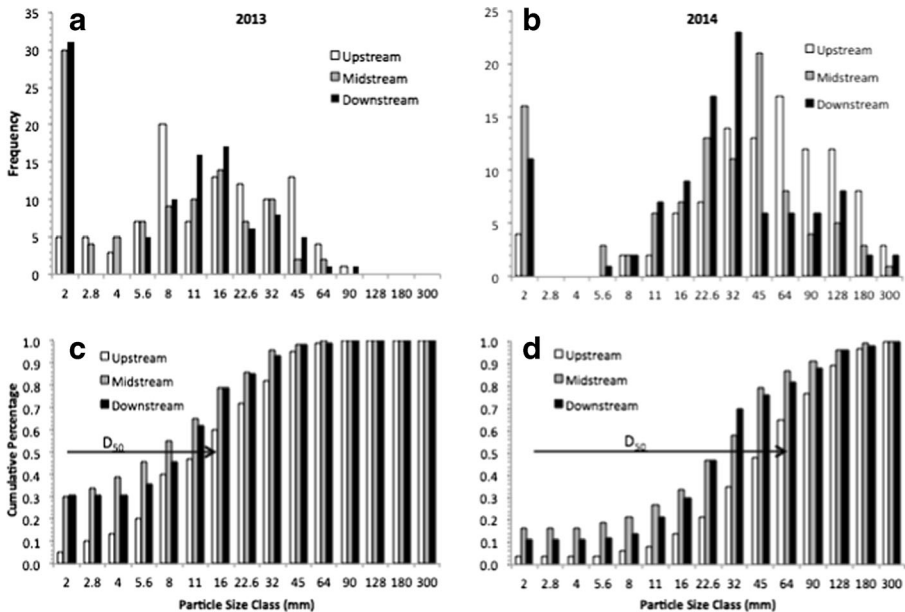 a
2013
35
30
25
20
15
10
5
0
Frequency
Upstream
Midstream
Downstream
2 2.8 4 5.6 8 11 16 22.6 32 45 64 90 128 180 300
b
2014
25
20
15
10
5
0
Upstream
Midstream
Downstream
2 2.8 4 5.6 8 11 16 22.6 32 45 64 90 128 180 300
c
1.0
0.9
0.8
0.7
0.6
0.5
0.4
0.3
0.2
0.1
0.0
Cumulative Percentage
Upstream
Midstream
Downstream
D50
2 2.8 4 5.6 8 11 16 22.6 32 45 64 90 128 180 300
Particle Size Class (mm)
d
1.0
0.9
0.8
0.7
0.6
0.5
0.4
0.3
0.2
0.1
0.0
Upstream
Midstream
Downstream
D50
2 2.8 4 5.6 8 11 16 22.6 32 45 64 90 128 180 300
Particle Size Class (mm)